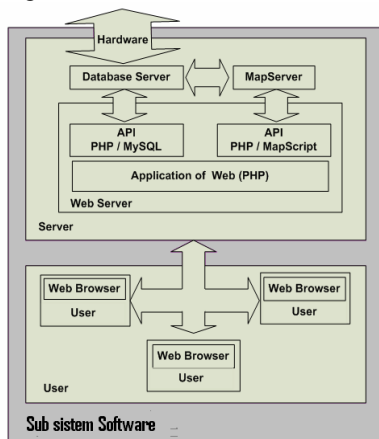 Hardware
Database Server
MapServer
API
PHP / MySQL
API
PHP / MapScript
Application of Web (PHP)
Web Server
Server
Web Browser
User
Web Browser
User
Web Browser
User
User
Sub sistem Software